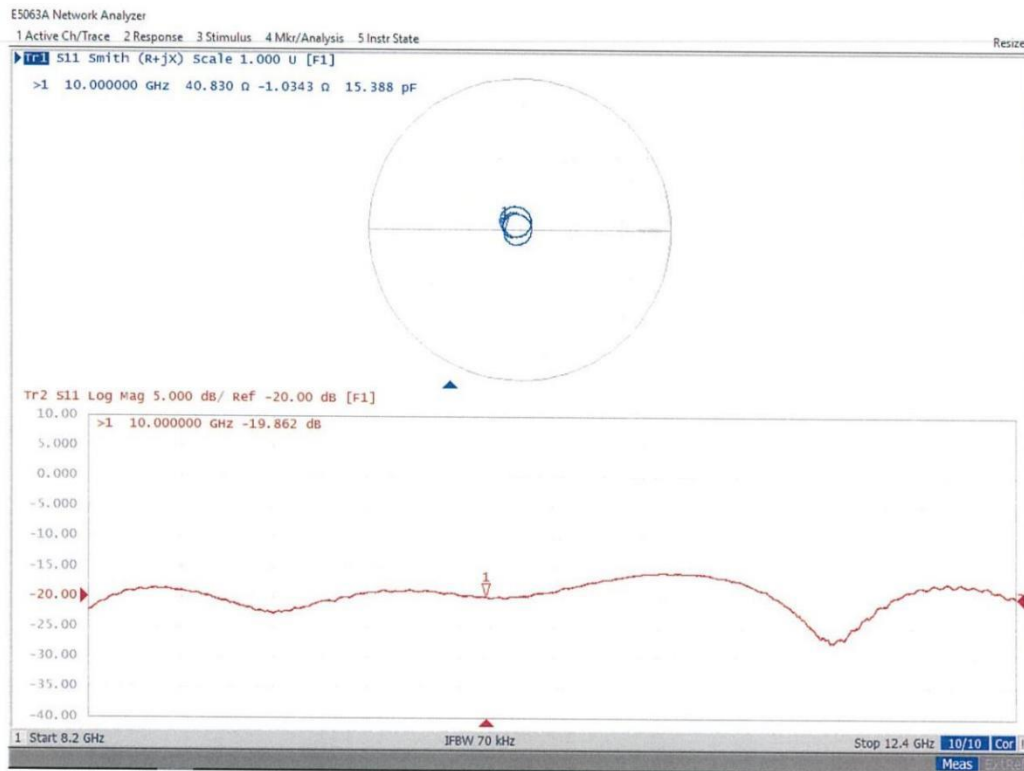 E5063A Network Analyzer
1 Active Ch/Trace 2 Response 3 Stimulus 4 Mkr/Analysis 5 Instr State
Resize
Tr1 S11 Smith (R+jX) Scale 1.000 U [F1]
>1 10.000000 GHz 40.830 Ω -1.0343 Ω 15.388 pF
Tr2 S11 Log Mag 5.000 dB/ Ref -20.00 dB [F1]
10.00
>1 10.000000 GHz -19.862 dB
5.000
0.000
-5.000
-10.00
-15.00
1
-20.00
-25.00
-30.00
-35.00
-40.00
1 Start 8.2 GHz IFBW 70 kHz Stop 12.4 GHz 10/10 Cor
Meas